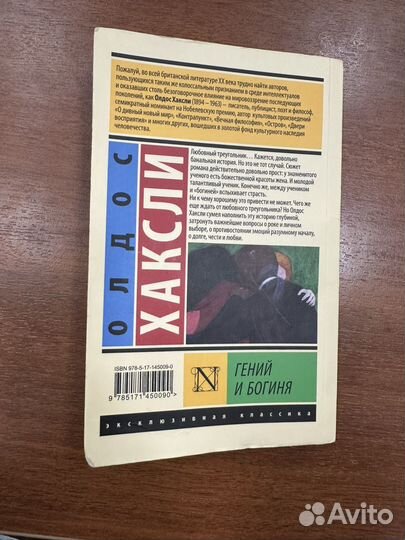 Пожалуй, во всей британской литературе XX века трудно найти авторов,
пользующихся таким же колоссальным признанием в среде интеллектуалов
и оказавших столь безоговорочное влияние на мировоззрение последующих
поколений, как Олдос Хаксли (1894 – 1963) — писатель, публицист, поэт и философ,
семикратный номинант на Нобелевскую премию, автор культовых произведений
«О дивный новый мир», «Контрапункт», «Вечная философия», «Остров», «Двери
восприятия» и многих других, вошедших в золотой фонд культурного наследия
человечества.
ОЛДОС
ХАКСЛИ
Любовный треугольник... Кажется, довольно
банальная история. Но это не тот случай. Сюжет
романа действительно довольно прост: у знаменитого
ученого есть божественной красоты жена. И молодой
талантливый ученик. Конечно же, между учеником
и «богиней» вспыхивает страсть.
Ни к чему хорошему это привести не может. Чего же
еще ждать от любовного треугольника? Но Олдос
Хаксли сумел наполнить эту историю глубиной,
затронуть важнейшие вопросы о роке и личном
выборе, о противостоянии эмоций разумному началу,
о долге, чести и любви.
ISBN 978-5-17-145009-0
9 785171 450090 >
N
ГЕНИЙ
И БОГИНЯ
ЭКСКЛЮЗИВНАЯ КЛАССИКА
Avito